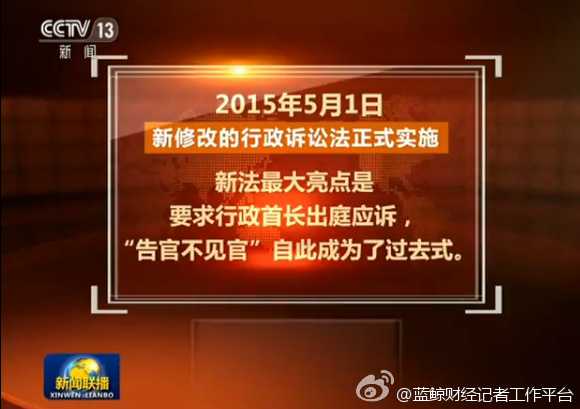 CCTV 13
新闻
2015年5月1日
新修改的行政诉讼法正式实施
新法最大亮点是
要求行政首长出庭应诉，
“告官不见官”自此成为了过去式。
新闻联播
XINWEN LIANBO
@蓝鲸财经记者工作平台